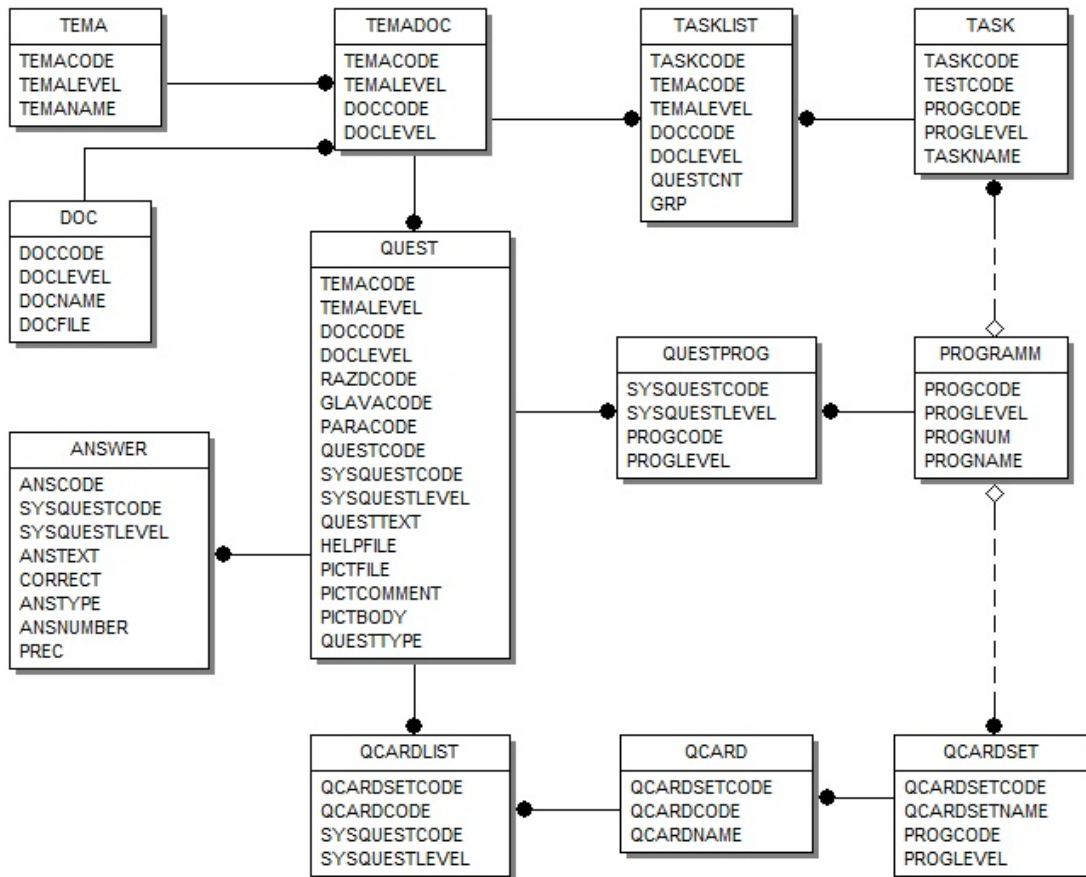 TEMA
TEMACODE
TEMALEVEL
TEMANAME
TEMADOC
TEMACODE
TEMALEVEL
DOCCODE
DOCLEVEL
TASKLIST
TASKCODE
TEMACODE
TEMALEVEL
DOCCODE
DOCLEVEL
QUESTCNT
GRP
TASK
TASKCODE
TESTCODE
PROGCODE
PROGLEVEL
TASKNAME
DOC
DOCCODE
DOCLEVEL
DOCNAME
DOCFILE
QUEST
TEMACODE
TEMALEVEL
DOCCODE
DOCLEVEL
RAZDCODE
GLAVACODE
PARACODE
QUESTCODE
SYSQUESTCODE
SYSQUESTLEVEL
QUESTTEXT
HELPFILE
PICTFILE
PICTCOMMENT
PICTBODY
QUESTTYPE
QUESTPROG
SYSQUESTCODE
SYSQUESTLEVEL
PROGCODE
PROGLEVEL
PROGRAMM
PROGCODE
PROGLEVEL
PROGNUM
PROGNAME
ANSWER
ANSCODE
SYSQUESTCODE
SYSQUESTLEVEL
ANSTEXT
CORRECT
ANSTYPE
ANSNUMBER
PREC
QCARDLIST
QCARDSETCODE
QCARDCODE
SYSQUESTCODE
SYSQUESTLEVEL
QCARD
QCARDSETCODE
QCARDCODE
QCARDNAME
QCARDSET
QCARDSETCODE
QCARDSETNAME
PROGCODE
PROGLEVEL